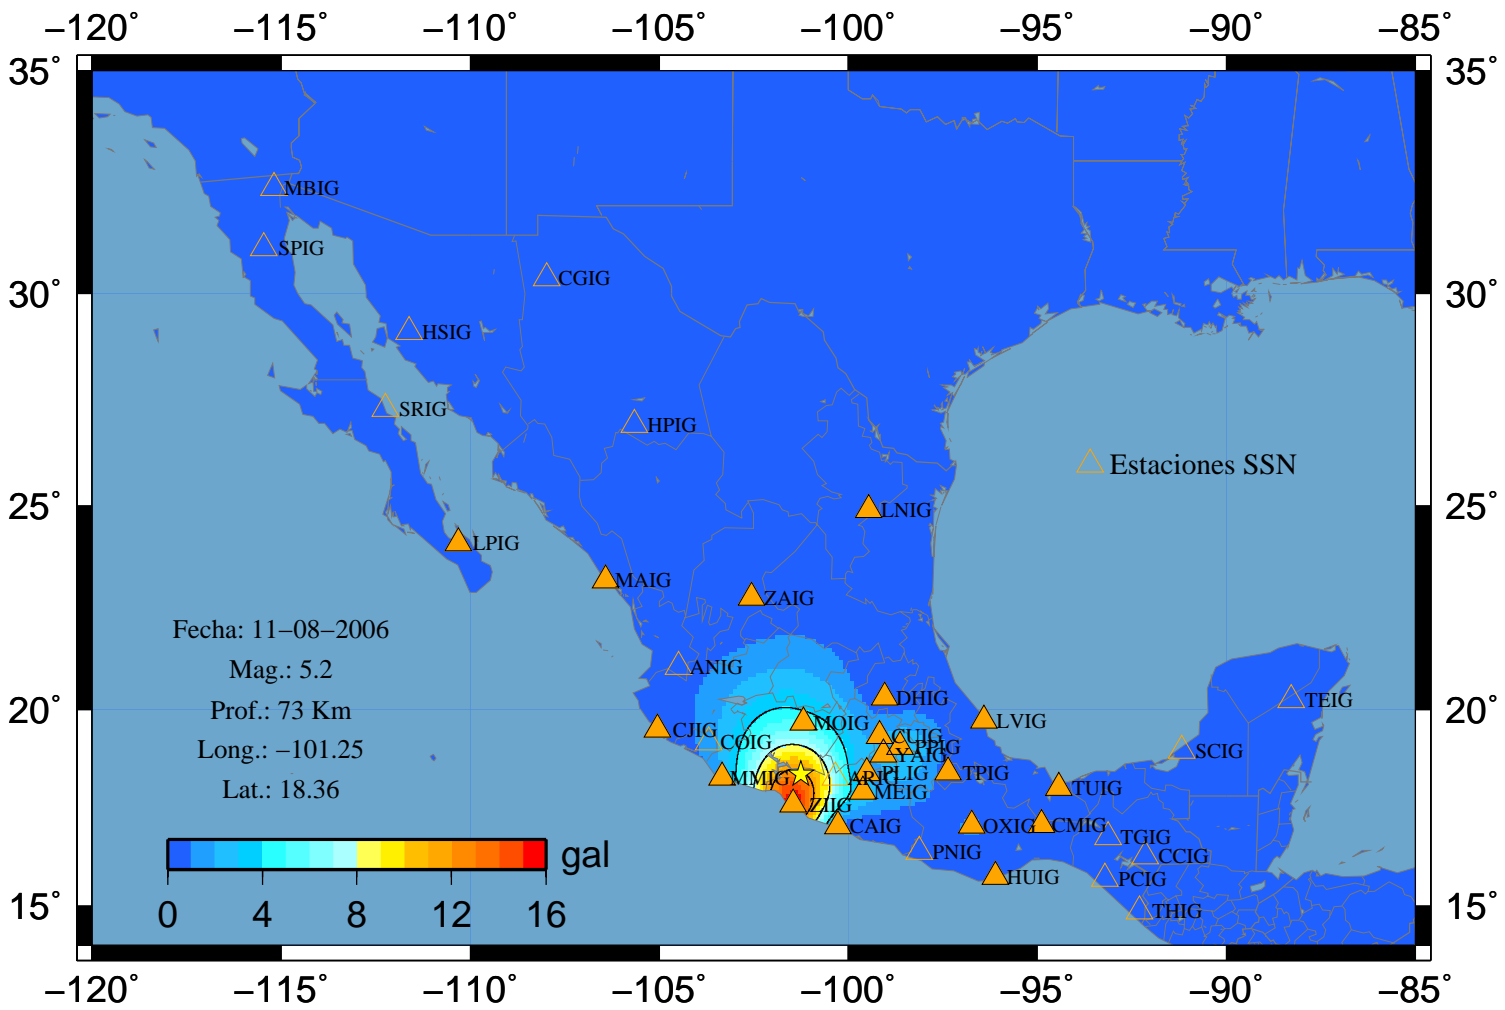 −120˚ −115˚ −110˚ −105˚ −100˚ −95˚ −90˚ −85˚
35˚ 35˚
MBIG
SPIG
CGIG
30˚ 30˚
HSIG
SRIG
HPIG
Estaciones SSN
25˚ LNIG 25˚
LPIG
MAIG
ZAIG
Fecha: 11−08−2006
Mag.: 5.2
ANIG
DHIG
TEIG
20˚ Prof.: 73 Km 20˚
MOIG
LVIG
CJIG
CUIG
COIG
PPIG
Long.: −101.25
SCIG
YAIG
PLIG
TPIG
MMIG
ARIG
Lat.: 18.36
TUIG
MEIG
ZIIG
CAIG
OXIG
CMIG
TGIG
PNIG
CCIG
gal
HUIG
PCIG
0 4 8 12 16
15˚ THIG 15˚
−120˚ −115˚ −110˚ −105˚ −100˚ −95˚ −90˚ −85˚